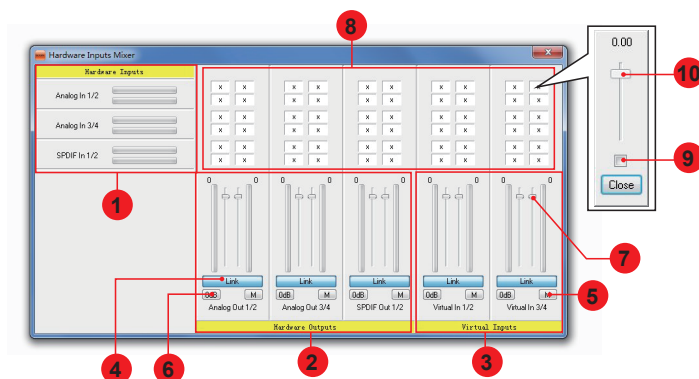 8
Hardware Inputs Mixer
0.00
Hardware Inputs
10
x x x x x x x x x x
Analog In 1/2
x x x x x x x x x x
x x x x x x x x x x
Analog In 3/4
x x x x x x x x x x
x x x x x x x x x x
SPDIF In 1/2
x x x x x x x x x x
9
Close
1
0 0 0 0 0 0 0 0 0 0
7
Link Link Link Link Link
4
0dB M 0dB M 0dB M 0dB M 0dB M
5
Analog Out 1/2 Analog Out 3/4 SPDIF Out 1/2 Virtual In 1/2 Virtual In 3/4
Hardware Outputs Virtual Inputs
4 6 2 3